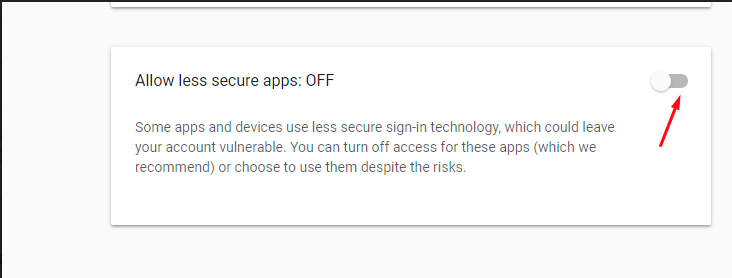 Allow less secure apps: OFF
Some apps and devices use less secure sign-in technology, which could leave
your account vulnerable. You can turn off access for these apps (which we
recommend) or choose to use them despite the risks.